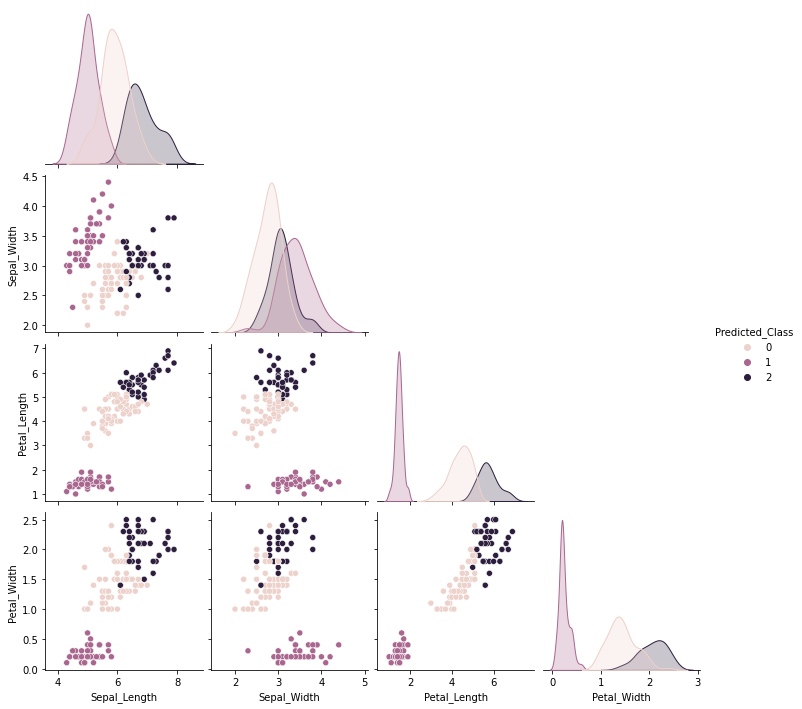 4.5
4.0
3.5
3.0
2.5
2.0
Sepal_Width
7
6
5
4
3
2
1
Petal_Length
Predicted_Class
0
1
2
2.5
2.0
1.5
1.0
0.5
0.0
Petal_Width
4 6 8
Sepal_Length
2 3 4 5
Sepal_Width
2 4 6
Petal_Length
0 1 2 3
Petal_Width